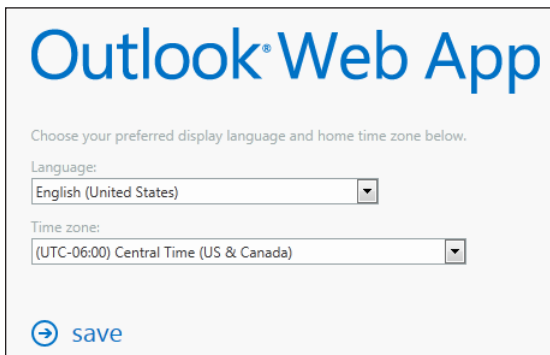 Outlook® Web App
Choose your preferred display language and home time zone below.
Language:
English (United States)
Time zone:
(UTC-06:00) Central Time (US & Canada)
save